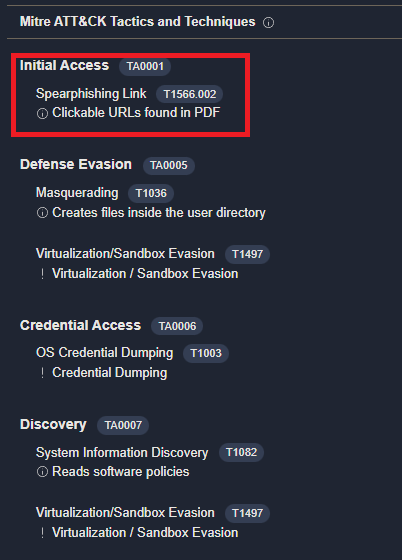 Mitre ATT&CK Tactics and Techniques
Initial Access TA0001
Spearphishing Link T1566.002
Clickable URLs found in PDF
Defense Evasion TA0005
Masquerading T1036
Creates files inside the user directory
Virtualization/Sandbox Evasion T1497
! Virtualization / Sandbox Evasion
Credential Access TA0006
OS Credential Dumping T1003
! Credential Dumping
Discovery TA0007
System Information Discovery T1082
Reads software policies
Virtualization/Sandbox Evasion T1497
! Virtualization / Sandbox Evasion